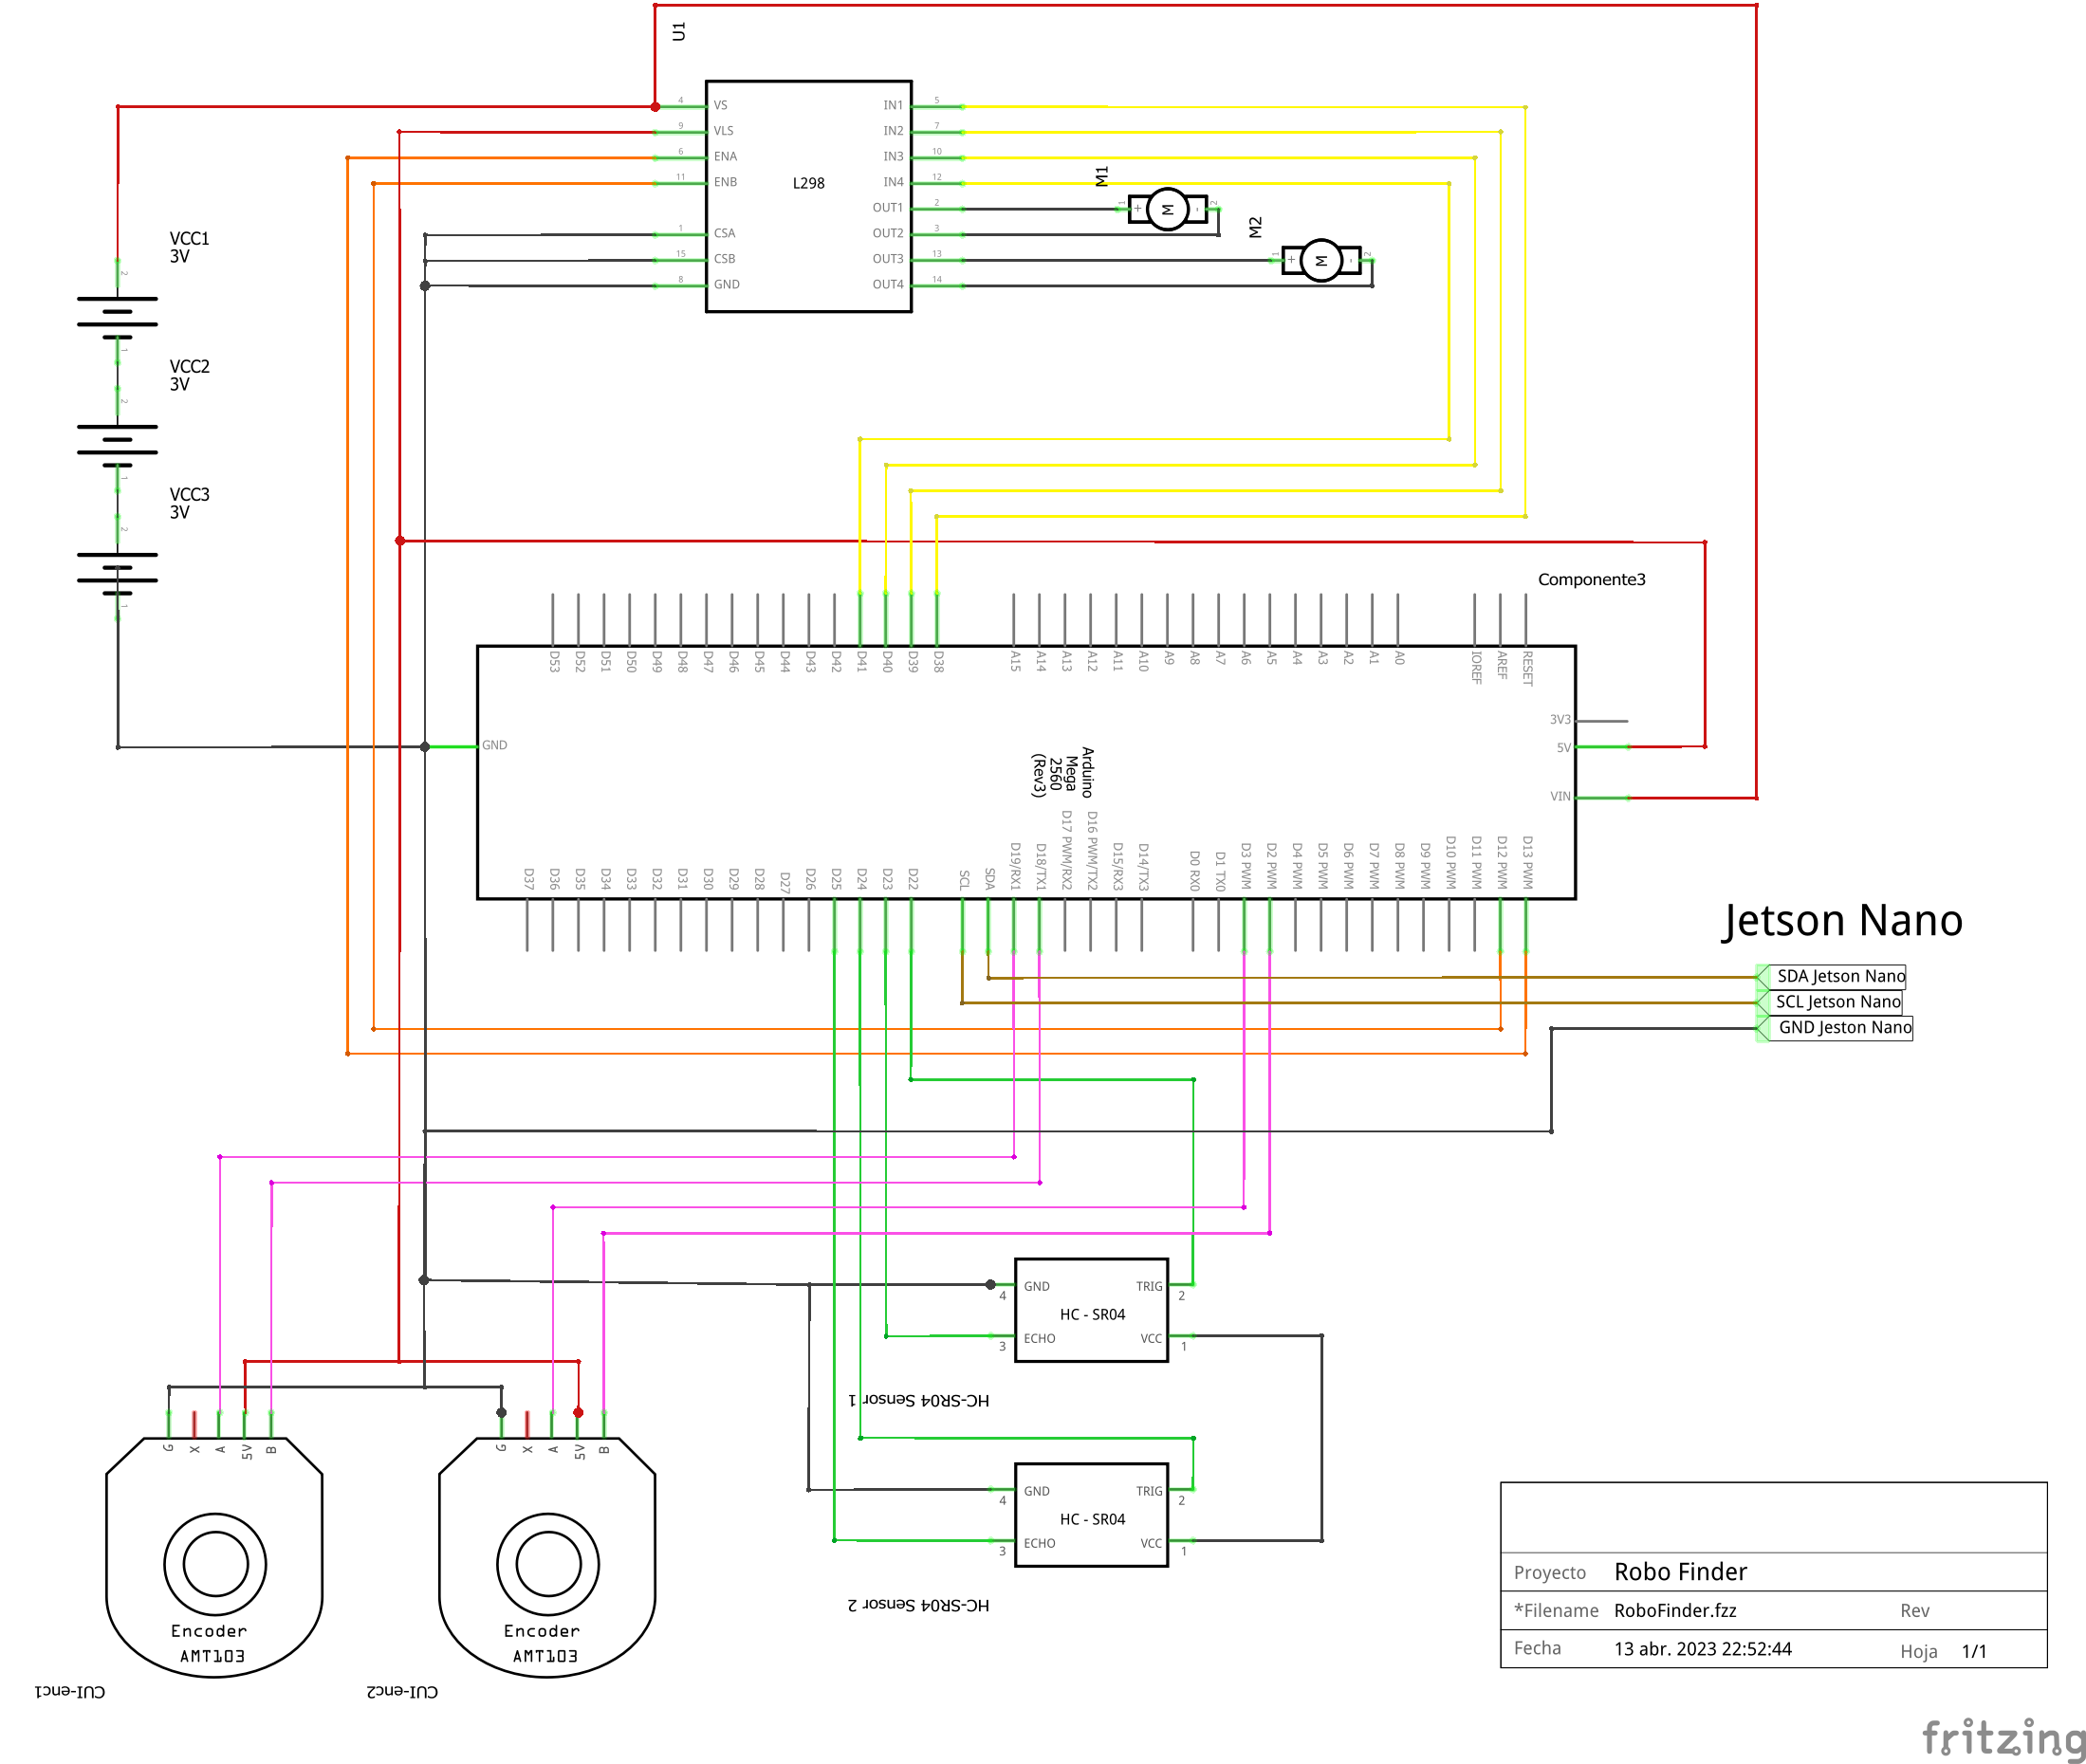 U1
4
VS
9
VLS
6
ENA
11
ENB
1
CSA
15
CSB
8
GND
L298
IN1
5
IN2
7
IN3
10
IN4
12
OUT1
2
OUT2
3
OUT3
13
OUT4
14
M1
1
+
M
-
2
M2
1
+
M
-
2
VCC1
3V
2
1
VCC2
3V
2
1
VCC3
3V
2
1
Componente3
D53
D52
D51
D50
D49
D48
D47
D46
D45
D44
D43
D42
D41
D40
D39
D38
A15
A14
A13
A12
A11
A10
A9
A8
A7
A6
A5
A4
A3
A2
A1
A0
IOREF
AREF
RESET
GND
3V3
5V
VIN
Arduino
Mega
2560
(Rev3)
D37
D36
D35
D34
D33
D32
D31
D30
D29
D28
D27
D26
D25
D24
D23
D22
SCL
SDA
D19/RX1
D18/TX1
D17 PWM/RX2
D16 PWM/TX2
D15/RX3
D14/TX3
D0 RX0
D1 TX0
D3 PWM
D2 PWM
D4 PWM
D5 PWM
D6 PWM
D7 PWM
D8 PWM
D9 PWM
D10 PWM
D11 PWM
D12 PWM
D13 PWM
Jetson Nano
SDA Jetson Nano
SCL Jetson Nano
GND Jeston Nano
GND
4
TRIG
2
HC - SR04
ECHO
3
VCC
1
HC-SR04 Sensor 1
GND
4
TRIG
2
HC - SR04
ECHO
3
VCC
1
HC-SR04 Sensor 2
G
X
A
5V
B
Encoder
AMT103
CUI-enc1
G
X
A
5V
B
Encoder
AMT103
CUI-enc2
Proyecto Robo Finder
*Filename RoboFinder.fzz Rev
Fecha 13 abr. 2023 22:52:44 Hoja 1/1
fritzing